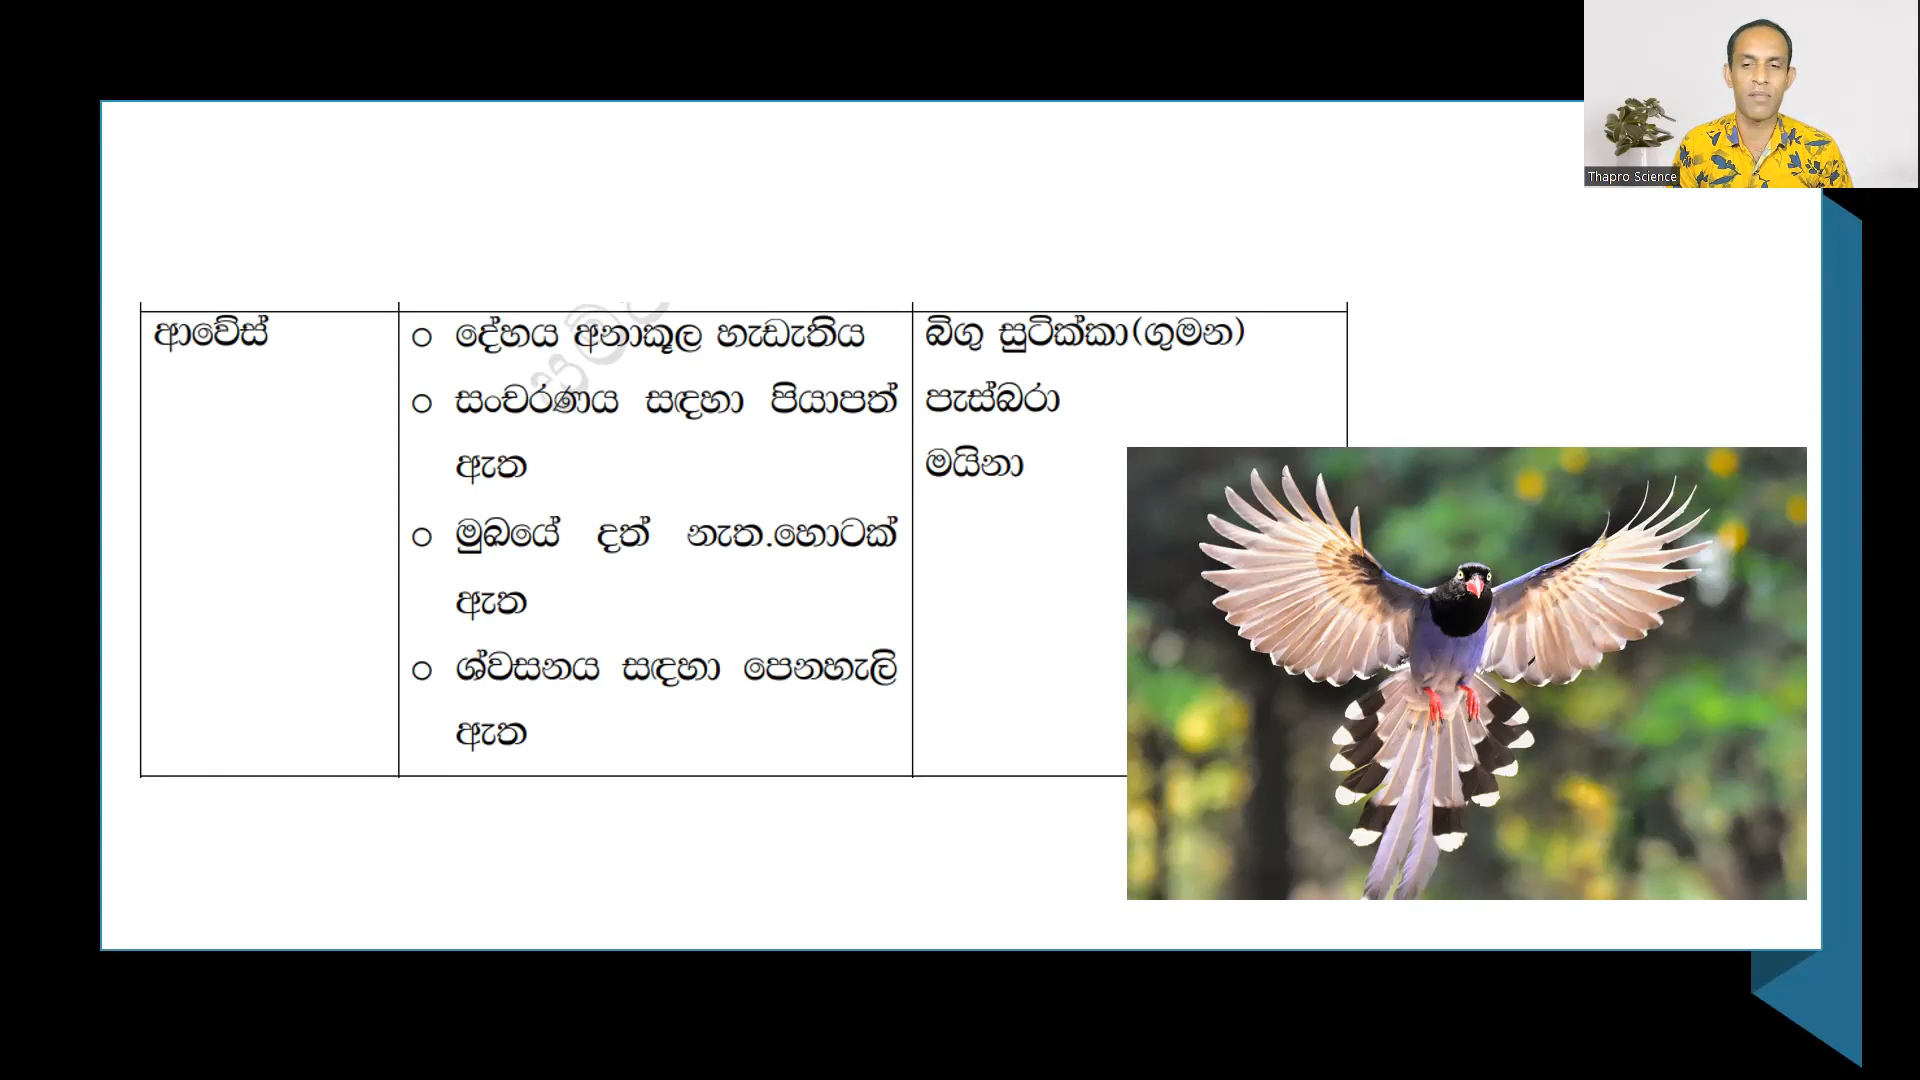 Thapro Science
ආවේස්
o දේහය අනාකූල හැඩැතිය
o සංචරණය සඳහා පියාපත්
ඇත
o මුඛයේ දත් නැත.හොටක්
ඇත
o ශ්වසනය සඳහා පෙනහැලි
ඇත
බිගු සුටික්කා(ගුමන)
පැස්බරා
මයිනා